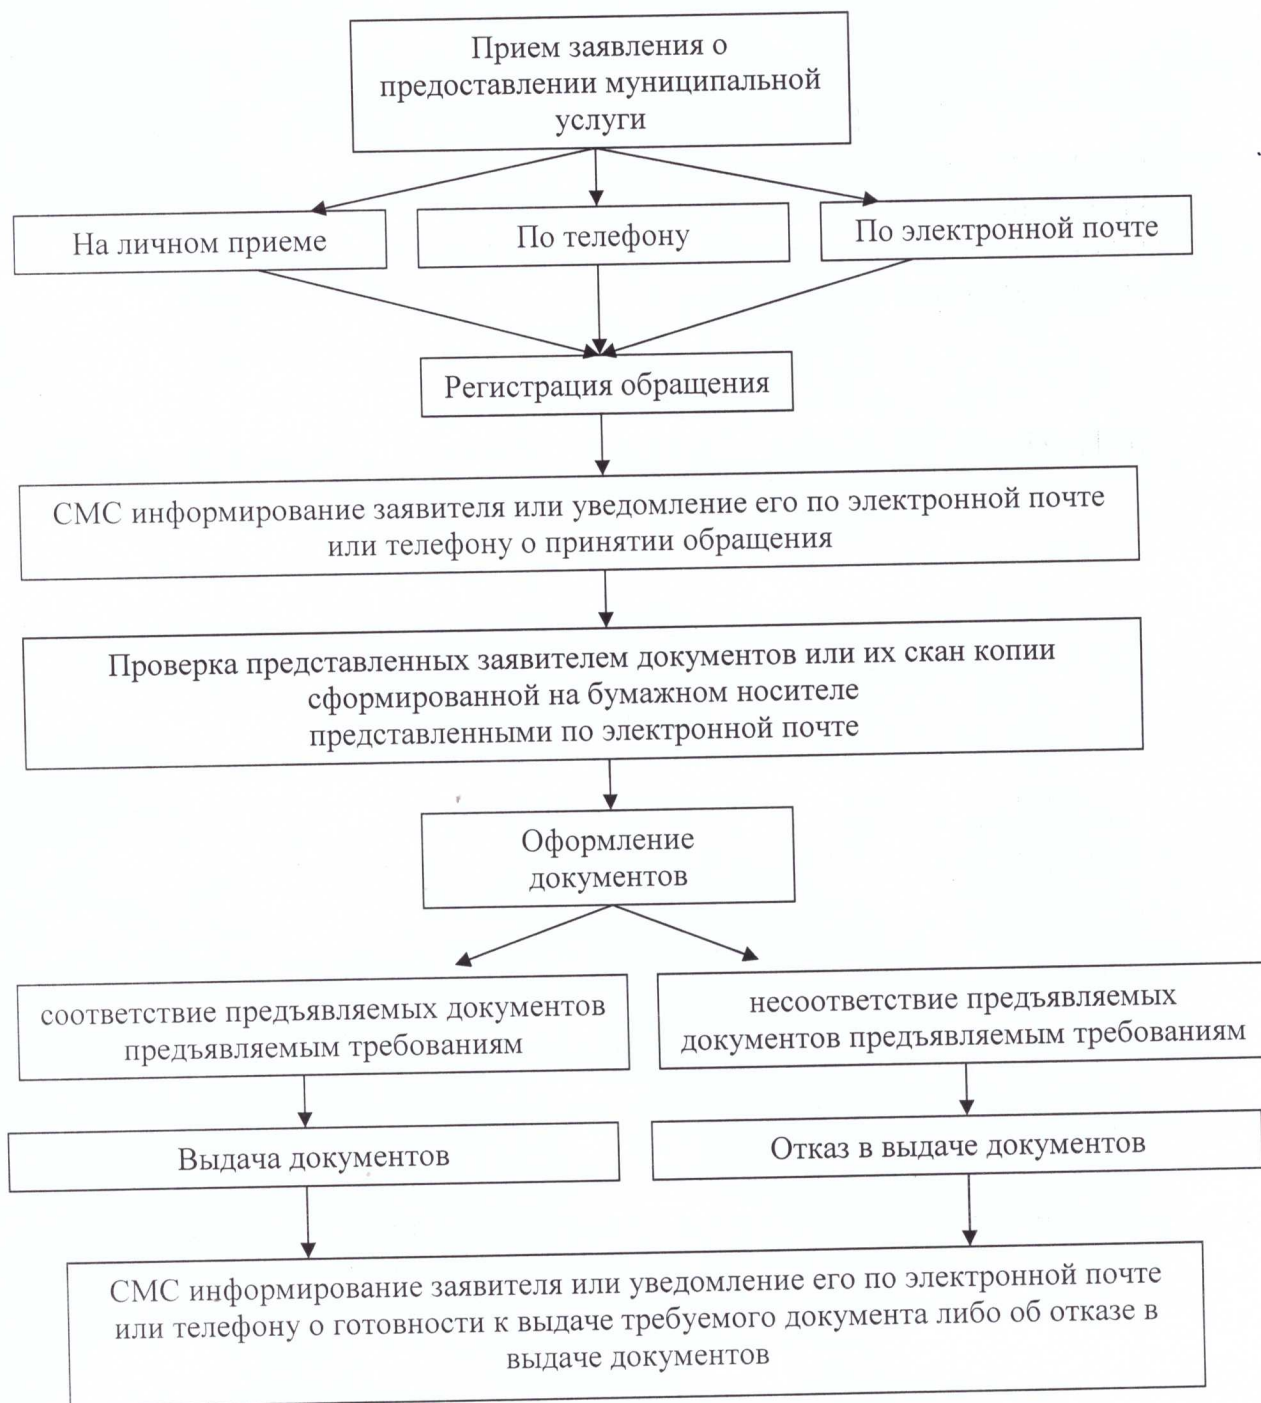 Прием заявления о
предоставлении муниципальной
услуги
На личном приеме
По телефону
По электронной почте
Регистрация обращения
СМС информирование заявителя или уведомление его по электронной почте
или телефону о принятии обращения
Проверка представленных заявителем документов или их скан копии
сформированной на бумажном носителе
представленными по электронной почте
Оформление
документов
соответствие предъявляемых документов
предъявляемым требованиям
несоответствие предъявляемых
документов предъявляемым требованиям
Выдача документов
Отказ в выдаче документов
СМС информирование заявителя или уведомление его по электронной почте
или телефону о готовности к выдаче требуемого документа либо об отказе в
выдаче документов